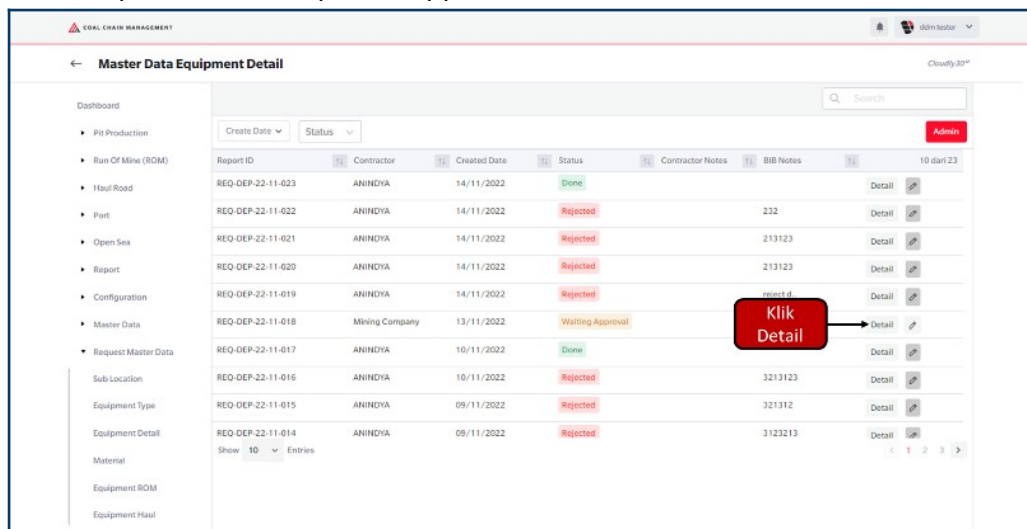 COAL CHAIN MANAGEMENT
ddm tester
← Master Data Equipment Detail
Cloudly30°
Search
Dashboard
Pit Production
Run Of Mine (ROM)
Haul Road
Port
Open Sea
Report
Configuration
Master Data
Request Master Data
Sub Location
Equipment Type
Equipment Detail
Material
Equipment ROM
Equipment Haul
Create Date Status
Admin
Report ID Contractor Created Date Status Contractor Notes BIB Notes 10 dari 23
REQ-DEP-22-11-023 ANINDYA 14/11/2022 Done Detail
REQ-DEP-22-11-022 ANINDYA 14/11/2022 Rejected 232 Detail
REQ-DEP-22-11-021 ANINDYA 14/11/2022 Rejected 213123 Detail
REQ-DEP-22-11-020 ANINDYA 14/11/2022 Rejected 213123 Detail
REQ-DEP-22-11-019 ANINDYA 14/11/2022 Rejected reject d... Detail
REQ-DEP-22-11-018 Mining Company 13/11/2022 Waiting Approval Detail
Klik
Detail
REQ-DEP-22-11-017 ANINDYA 10/11/2022 Done Detail
REQ-DEP-22-11-016 ANINDYA 10/11/2022 Rejected 3213123 Detail
REQ-DEP-22-11-015 ANINDYA 09/11/2022 Rejected 321312 Detail
REQ-DEP-22-11-014 ANINDYA 09/11/2022 Rejected 3123213 Detail
Show 10 Entries
< 1 2 3 >